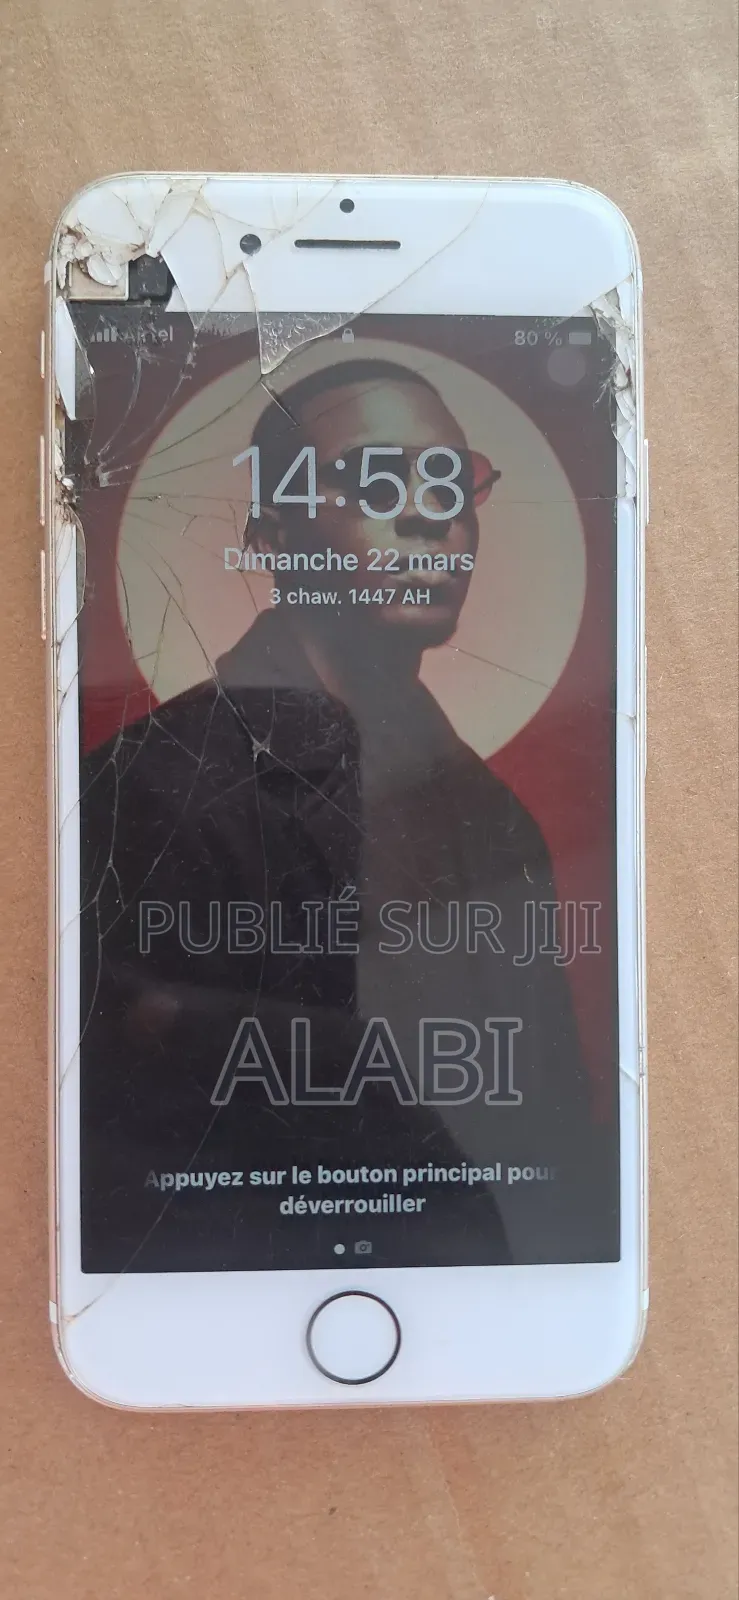 Airtel
80 %
14:58
Dimanche 22 mars
3 chaw. 1447 AH
PUBLIÉ SUR JIJI
ALABI
Appuyez sur le bouton principal pour
déverrouiller